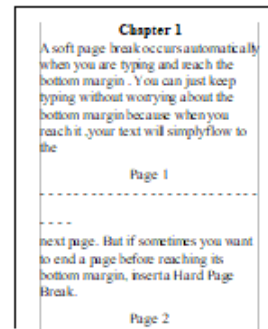 Chapter 1
A soft page break occurs automatically
when you are typing and reach the
bottom margin . You can just keep
typing without worrying about the
bottom margin because when you
reach it ,your text will simply flow to
the
Page 1
- - - - - - - - - - - - - - - - - - - - - - - - - - -
- - - -
next page. But if sometimes you want
to end a page before reaching its
bottom margin, insert a Hard Page
Break.
Page 2